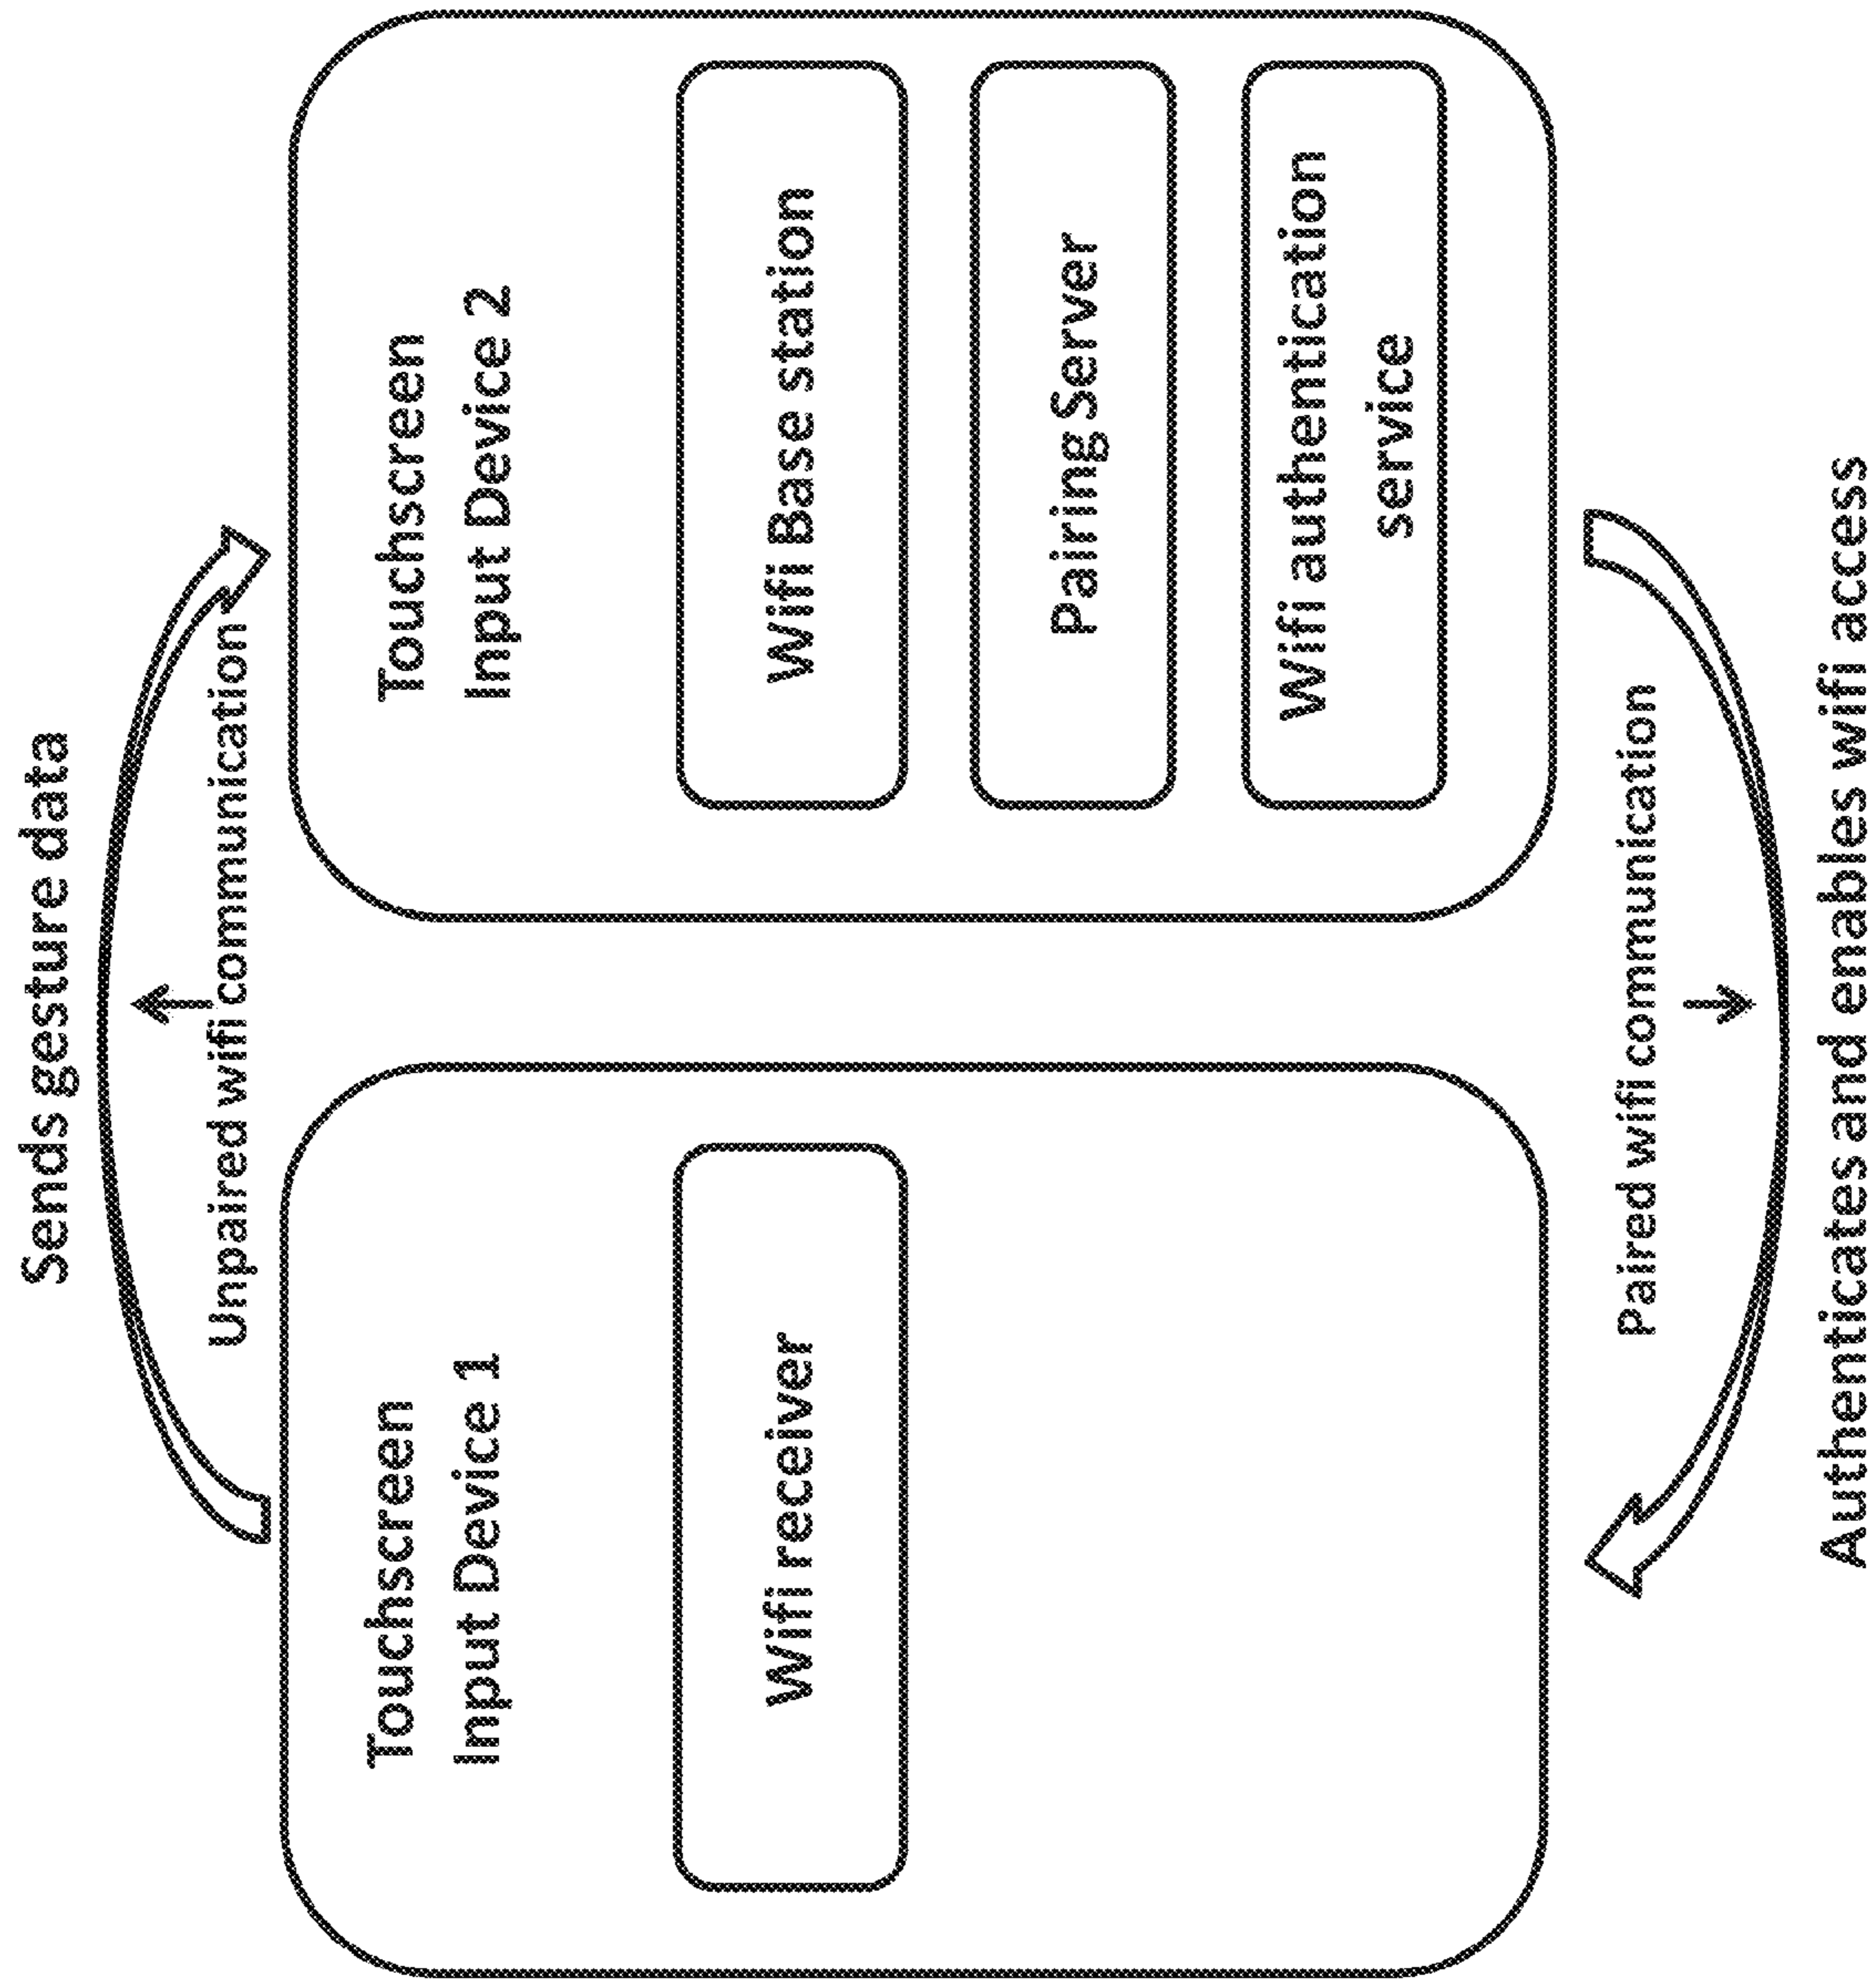 Sends gesture data
Unpaired wifi communication
Touchscreen
Input Device 1
Wifi receiver
Touchscreen
Input Device 2
Wifi Base station
Pairing Server
Wifi authentication
service
Paired wifi communication
Authenticates and enables wifi access